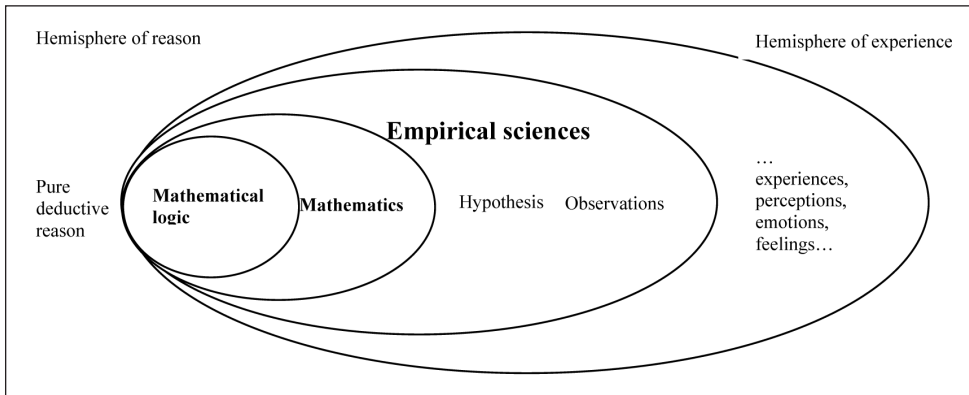 Hemisphere of reason
Hemisphere of experience
Empirical sciences
Pure
deductive
reason
Mathematical
logic
Mathematics
Hypothesis
Observations
…
experiences,
perceptions,
emotions,
feelings…